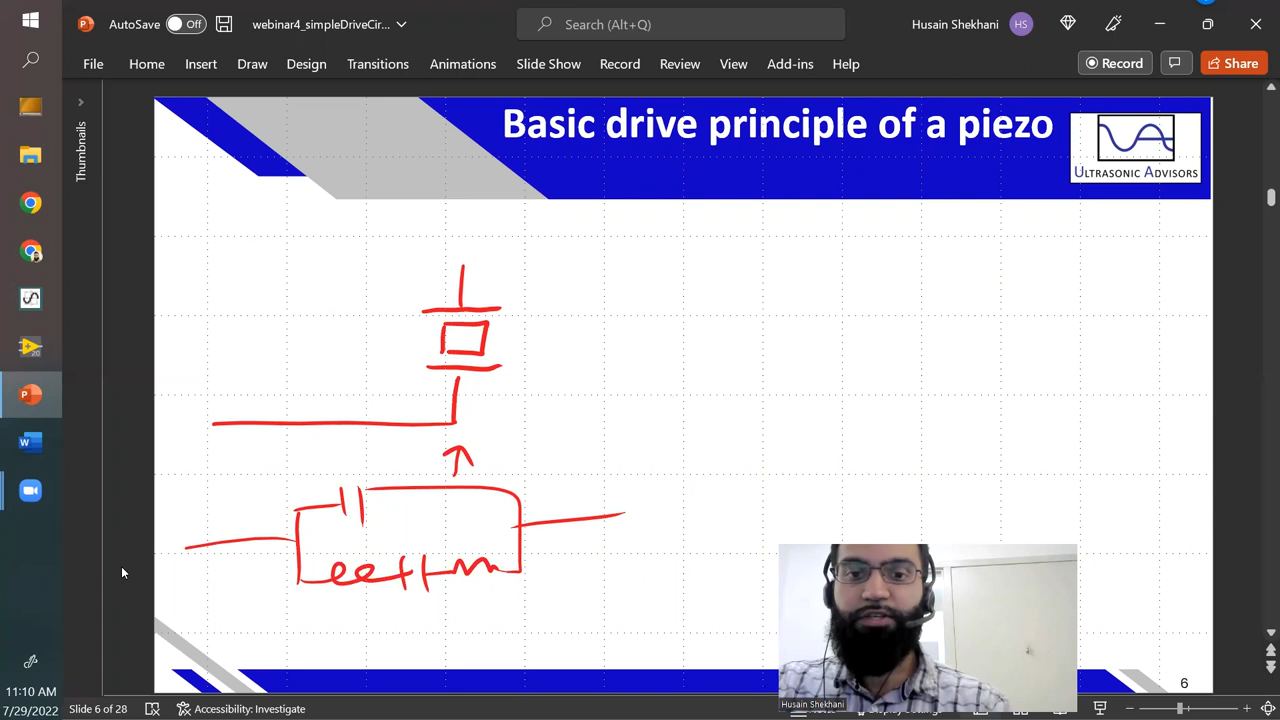 AutoSave Off webinar4_simpleDriveCir... Search (Alt+Q) Husain Shekhani HS
File Home Insert Draw Design Transitions Animations Slide Show Record Review View Add-ins Help Record Share
Thumbnails
Basic drive principle of a piezo
ULTRASONIC ADVISORS
6
Husain Shekhani
11:10 AM
7/29/2022
Slide 6 of 28 Accessibility: Investigate